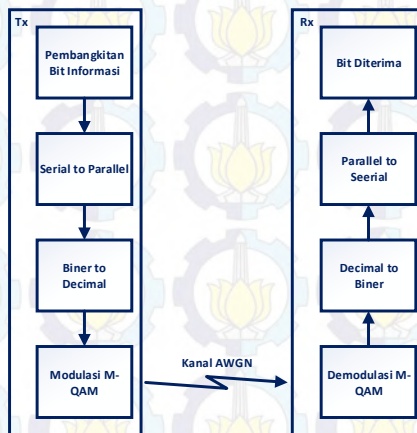 Tx
Pembangkitan
Bit Informasi
Serial to Parallel
Biner to
Decimal
Modulasi M-
QAM
Kanal AWGN
Rx
Bit Diterima
Parallel to
Seerial
Decimal to
Biner
Demodulasi M-
QAM